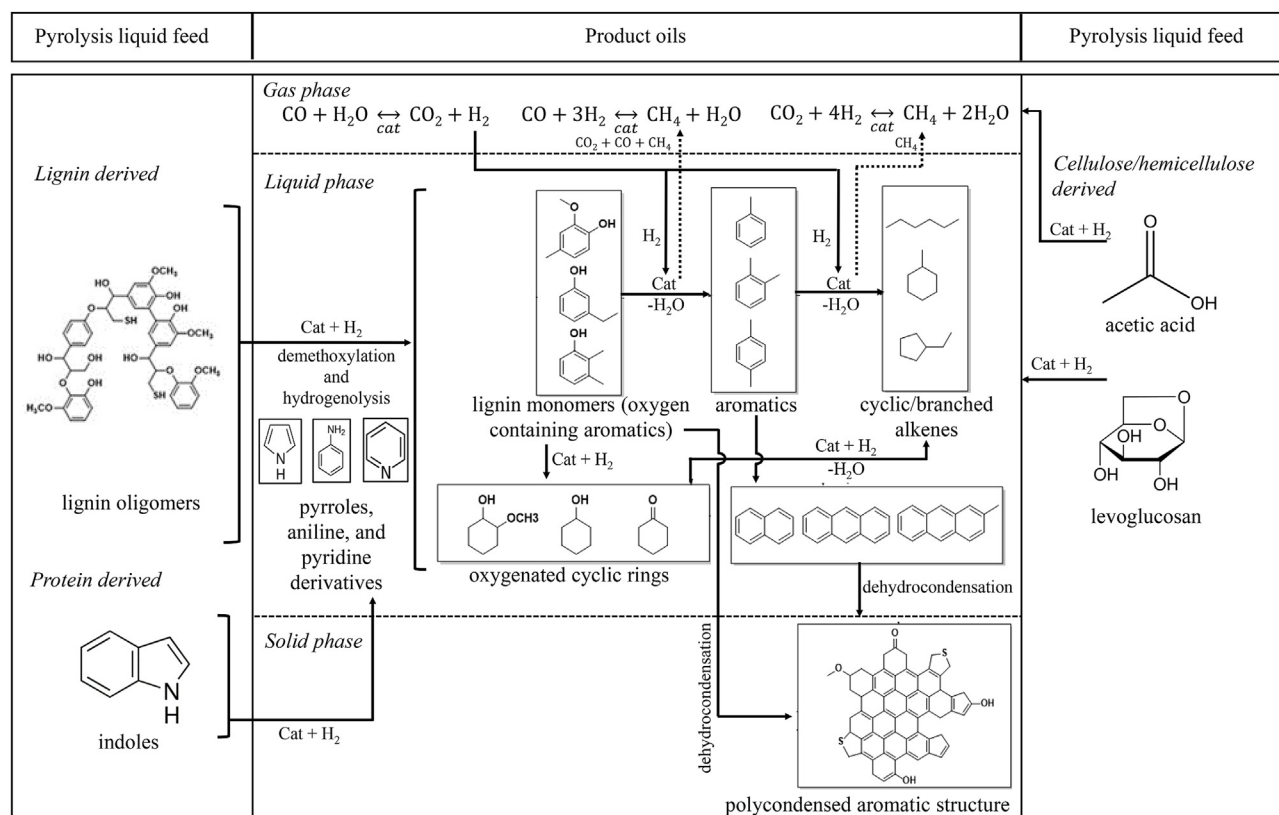 Pyrolysis liquid feed
Product oils
Pyrolysis liquid feed
Gas phase
CO + H₂O ↔ CO₂ + H₂
cat
CO + 3H₂ ↔ CH₄ + H₂O
cat
CO₂ + 4H₂ ↔ CH₄ + 2H₂O
cat
CO₂ + CO + CH₄
CH₄
Lignin derived
OCH₃
HO
OH
OH
O
SH
OCH₃
HO
OH
HO
O
O
OCH₃
OH
O
SH
H₃CO
lignin oligomers
Protein derived
N
H
indoles
Cat + H₂
Liquid phase
Cat + H₂
demethoxylation
and
hydrogenolysis
N
H
NH₂
N
pyrroles,
aniline, and
pyridine
derivatives
O
OH
OH
OH
lignin monomers (oxygen
containing aromatics)
H₂
Cat
-H₂O
aromatics
H₂
Cat
-H₂O
cyclic/branched
alkenes
Cat + H₂
Cat + H₂
-H₂O
OH
OCH3
OH
O
oxygenated cyclic rings
dehydrocondensation
Solid phase
dehydrocondensation
O
S
O
OH
S
OH
polycondensed aromatic structure
Cellulose/hemicellulose
derived
Cat + H₂
O
OH
acetic acid
Cat + H₂
O
O
OH
OH
OH
levoglucosan